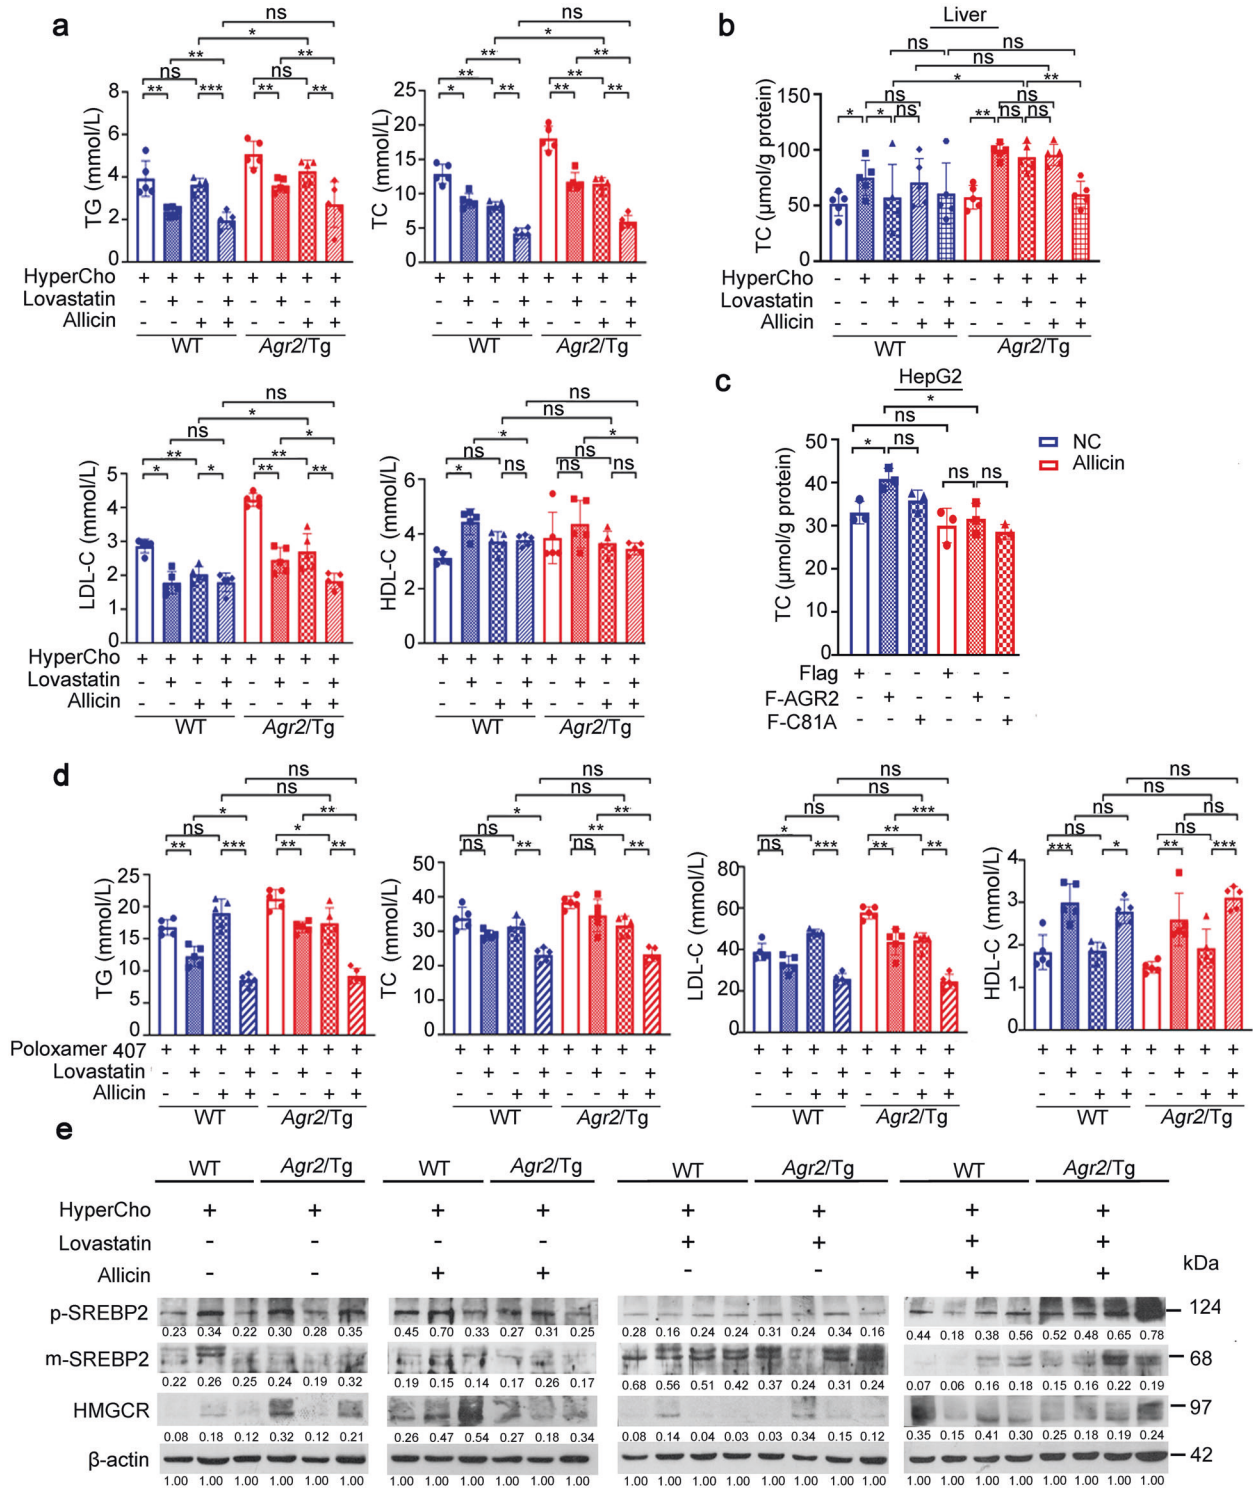 a
ns
*
**
ns
**
***
**
ns
**
**
8
6
4
2
0
TG (mmol/L)
HyperCho + + + + + + + +
Lovastatin - + - + - + - +
Allicin - - + + - - + +
WT Agr2/Tg
ns
*
**
**
**
*
**
**
**
**
25
20
15
10
5
0
TC (mmol/L)
+ + + + + + + +
- + - + - + - +
- - + + - - + +
WT Agr2/Tg
b
Liver
ns ns
ns
* **
ns ns
* * ns ** ns ns
150
100
50
0
TC (μmol/g protein)
HyperCho - + + + + - + + + +
Lovastatin - - + - + - - + - +
Allicin - - - + + - - - + +
WT Agr2/Tg
ns
*
ns *
** **
* * ** **
5
4
3
2
1
0
LDL-C (mmol/L)
HyperCho + + + + + + + +
Lovastatin - + - + - + - +
Allicin - - + + - - + +
WT Agr2/Tg
ns
ns
* *
ns ns
* ns ns ns
6
4
2
0
HDL-C (mmol/L)
+ + + + + + + +
- + - + - + - +
- - + + - - + +
WT Agr2/Tg
c
HepG2
*
ns
* ns
ns ns
50
40
30
20
10
0
TC (μmol/g protein)
NC
Allicin
Flag + - - + - -
F-AGR2 - + - - + -
F-C81A - - + - - +
d
ns
ns
* **
ns *
** *** ** **
25
20
15
10
5
0
TG (mmol/L)
Poloxamer 407 + + + + + + + +
Lovastatin - + - + - + - +
Allicin - - + + - - + +
WT Agr2/Tg
ns
ns
* **
ns **
ns ** ns **
50
40
30
20
10
0
TC (mmol/L)
+ + + + + + + +
- + - + - + - +
- - + + - - + +
WT Agr2/Tg
ns
ns
ns ***
* **
ns *** ** **
80
60
40
20
0
LDL-C (mmol/L)
+ + + + + + + +
- + - + - + - +
- - + + - - + +
WT Agr2/Tg
ns
ns
ns ns
ns ns
*** * ** ***
4
3
2
1
0
HDL-C (mmol/L)
+ + + + + + + +
- + - + - + - +
- - + + - - + +
WT Agr2/Tg
e
WT Agr2/Tg WT Agr2/Tg WT Agr2/Tg WT Agr2/Tg
HyperCho + + + + + + + +
Lovastatin - - - - + + + +
Allicin - - + + - - + +
kDa
p-SREBP2 124
0.23 0.34 0.22 0.30 0.28 0.35 0.45 0.70 0.33 0.27 0.31 0.25 0.28 0.16 0.24 0.24 0.31 0.24 0.34 0.16 0.44 0.18 0.38 0.56 0.52 0.48 0.65 0.78
m-SREBP2 68
0.22 0.26 0.25 0.24 0.19 0.32 0.19 0.15 0.14 0.17 0.26 0.17 0.68 0.56 0.51 0.42 0.37 0.24 0.31 0.24 0.07 0.06 0.16 0.18 0.15 0.16 0.22 0.19
HMGCR 97
0.08 0.18 0.12 0.32 0.12 0.21 0.26 0.47 0.54 0.27 0.18 0.34 0.08 0.14 0.04 0.03 0.03 0.34 0.15 0.12 0.35 0.15 0.41 0.30 0.25 0.18 0.19 0.24
β-actin 42
1.00 1.00 1.00 1.00 1.00 1.00 1.00 1.00 1.00 1.00 1.00 1.00 1.00 1.00 1.00 1.00 1.00 1.00 1.00 1.00 1.00 1.00 1.00 1.00 1.00 1.00 1.00 1.00